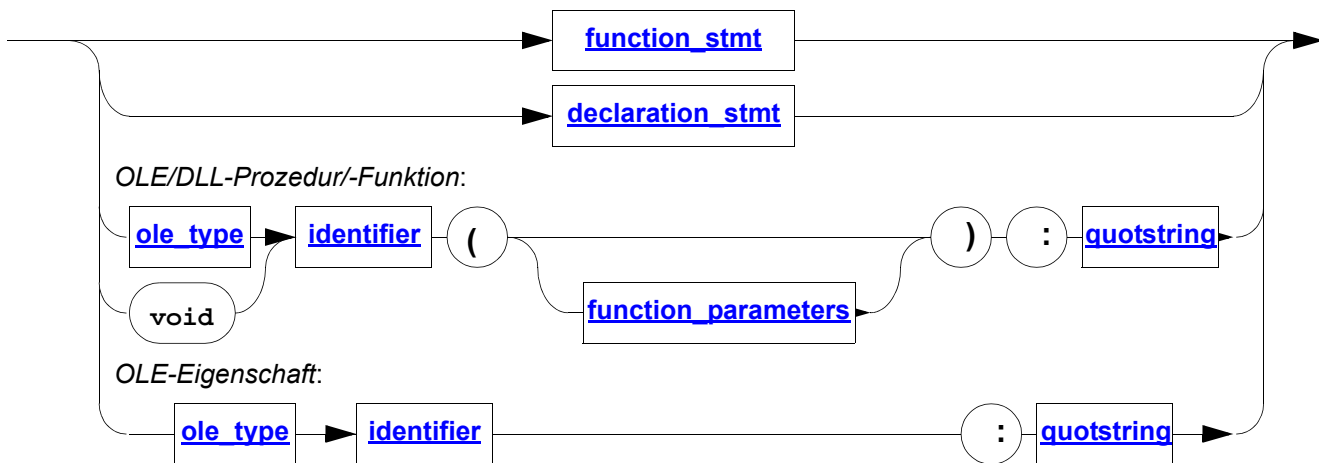 function_stmt
declaration_stmt
OLE/DLL-Prozedur/-Funktion:
ole_type identifier ( ) : quotstring
void function_parameters
OLE-Eigenschaft:
ole_type identifier : quotstring